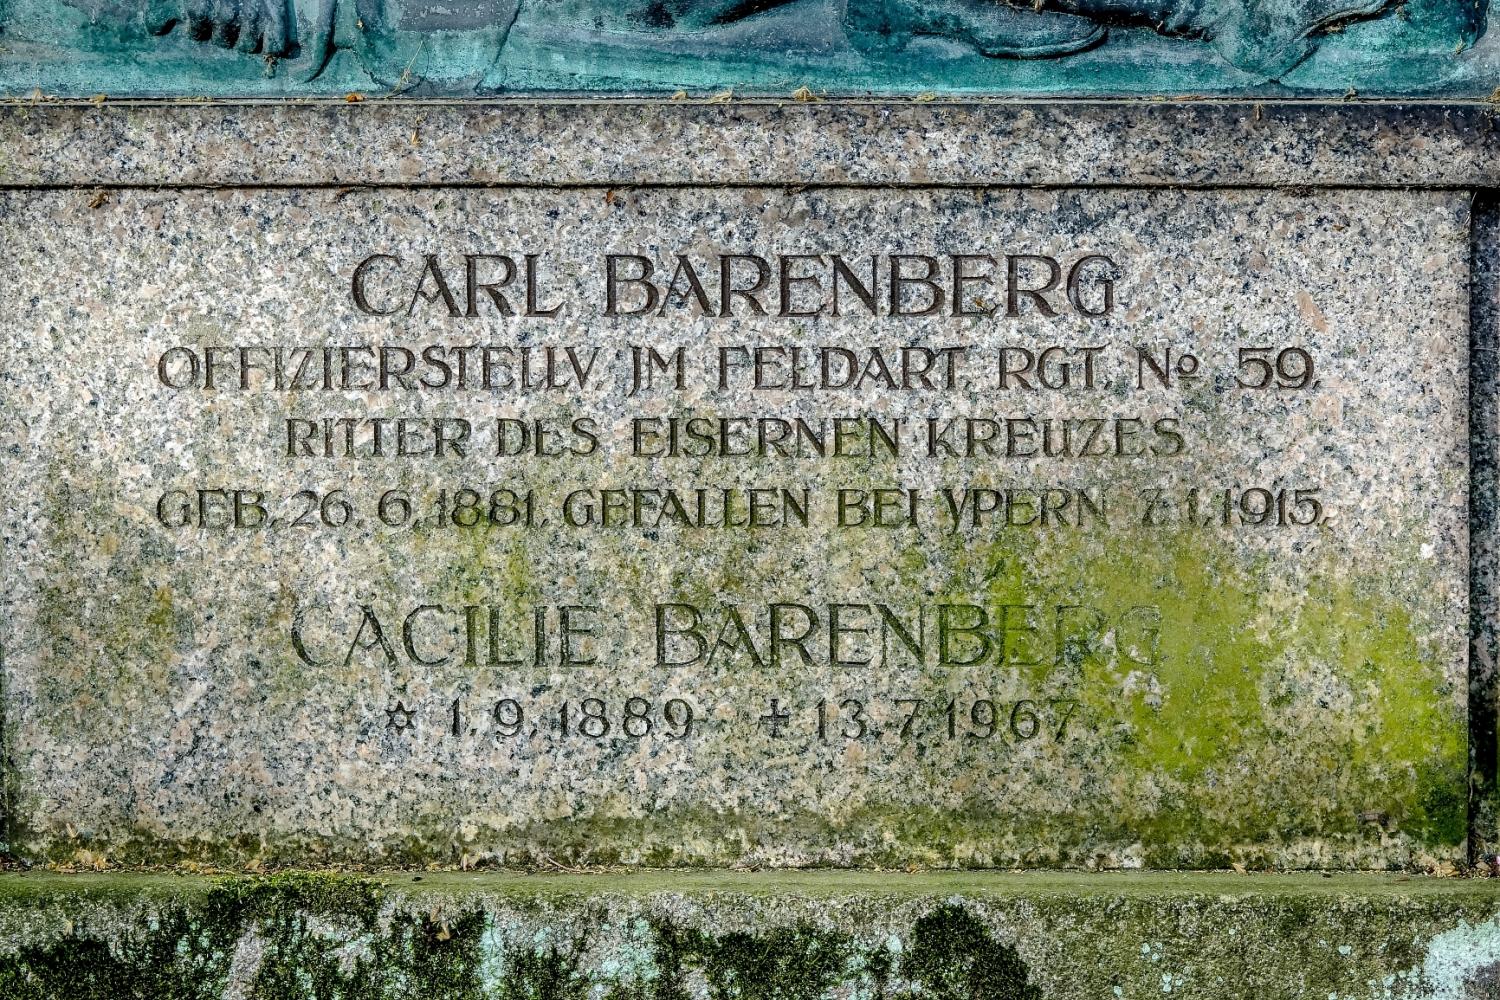 CARL BARENBERG
OFFIZIERSTELLV. JM FELDART. RGT. No 59,
RITTER DES EISERNEN KREUZES
GEB. 26. 6. 1881. GEFALLEN BEI YPERN 7.1.1915.
CACILIE BARENBERG
✡ 1.9.1889 ✝ 13.7.1967